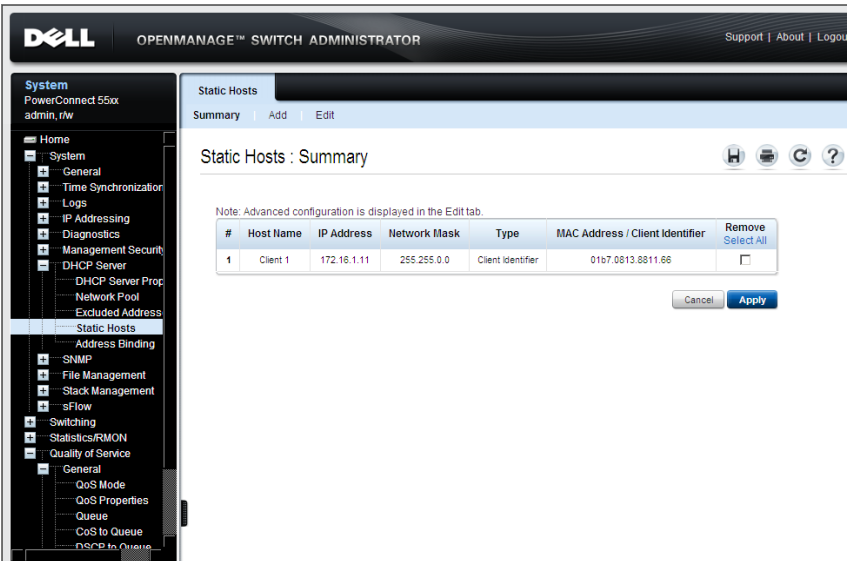 DELL
OPENMANAGE™ SWITCH ADMINISTRATOR
Support | About |
System
PowerConnect 55xx
admin, r/w
Home
System
General
Time Synchronization
Logs
IP Addressing
Diagnostics
Management Securit
DHCP Server
DHCP Server Prop
Network Pool
Excluded Address
Static Hosts
Address Binding
SNMP
File Management
Stack Management
sFlow
Switching
Statistics/RMON
Quality of Service
General
QoS Mode
QoS Properties
Queue
CoS to Queue
DSCP to Queue
Static Hosts
Summary | Add | Edit
Static Hosts : Summary
Note: Advanced configuration is displayed in the Edit tab.
# Host Name IP Address Network Mask Type MAC Address / Client Identifier Remove Select All
1 Client 1 172.16.1.11 255.255.0.0 Client Identifier 01b7.0813.8811.66
Cancel Apply